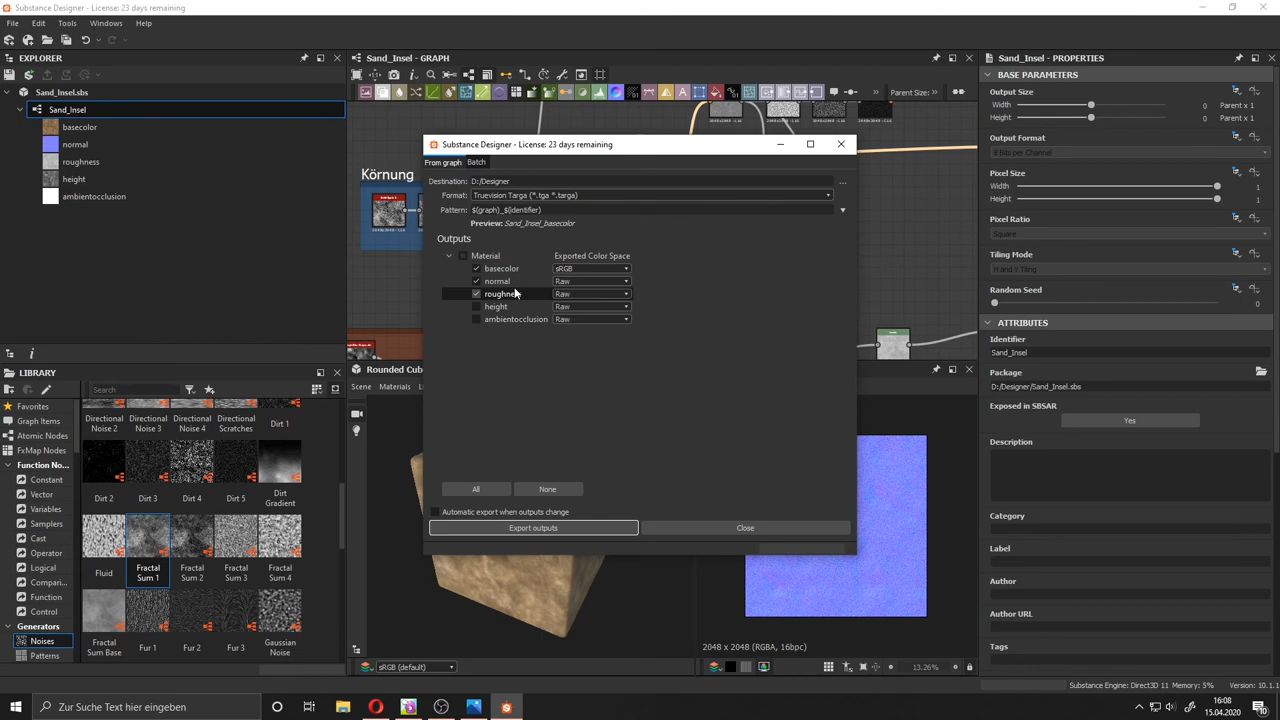 Substance Designer - License: 23 days remaining
File Edit Tools Windows Help
EXPLORER
Sand_Insel.sbs
Sand_Insel
basecolor
normal
roughness
height
ambientocclusion
LIBRARY
Search
Favorites
Graph Items
Atomic Nodes
FxMap Nodes
Function No...
Constant
Vector
Variables
Samplers
Cast
Operator
Logical
Compari...
Function
Control
Generators
Noises
Patterns
Directional Noise 2
Directional Noise 3
Directional Noise 4
Directional Scratches
Dirt 1
Dirt 2
Dirt 3
Dirt 4
Dirt 5
Dirt Gradient
Fluid
Fractal Sum 1
Fractal Sum 2
Fractal Sum 3
Fractal Sum 4
Fractal Sum Base
Fur 1
Fur 2
Fur 3
Gaussian Noise
Sand_Insel - GRAPH
Parent Size:
Körnung
Substance Designer - License: 23 days remaining
From graph Batch
Destination: D:/Designer
Format: Truevision Targa (*.tga *.targa)
Pattern: $(graph)_$(identifier)
Preview: Sand_Insel_basecolor
Outputs
Material Exported Color Space
basecolor sRGB
normal Raw
roughness Raw
height Raw
ambientocclusion Raw
All None
Automatic export when outputs change
Export outputs Close
Rounded Cub
Scene Materials
sRGB (default)
2048 x 2048 (RGBA, 16bpc)
13.26%
Sand_Insel - PROPERTIES
BASE PARAMETERS
Output Size
Width 0 Parent x 1
Height 0 Parent x 1
Output Format
8 Bits per Channel
Pixel Size
Width 1
Height 1
Pixel Ratio
Square
Tiling Mode
H and V Tiling
Random Seed
0
ATTRIBUTES
Identifier
Sand_Insel
Package
D:/Designer/Sand_Insel.sbs
Exposed in SBSAR
Yes
Description
Category
Label
Author
Author URL
Tags
Substance Engine: Direct3D 11 Memory: 5% Version: 10.1.1
Zur Suche Text hier eingeben
16:08
15.04.2020